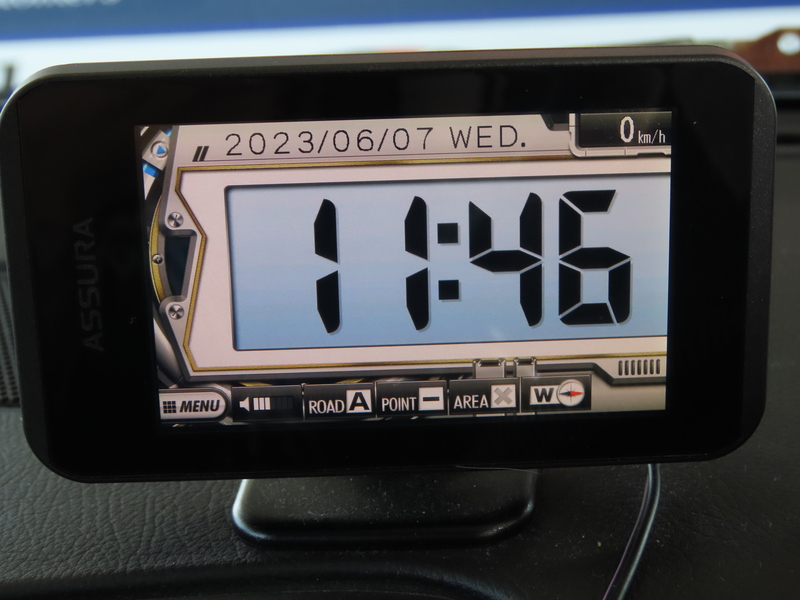 2023/06/07 WED.
0 km/h
11:46
ASSURA
MENU
ROAD A
POINT
AREA
W